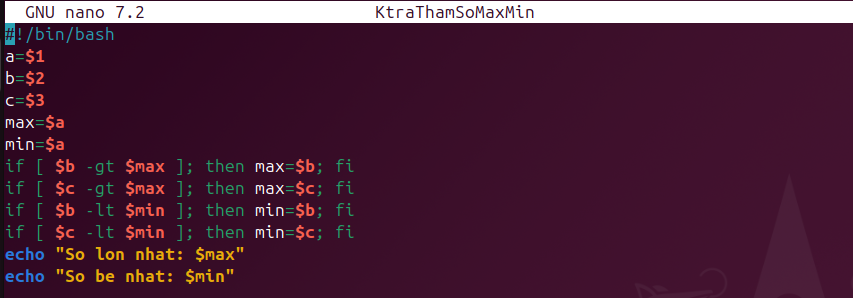 GNU nano 7.2 KtraThamSoMaxMin
#!/bin/bash
a=$1
b=$2
c=$3
max=$a
min=$a
if [ $b -gt $max ]; then max=$b; fi
if [ $c -gt $max ]; then max=$c; fi
if [ $b -lt $min ]; then min=$b; fi
if [ $c -lt $min ]; then min=$c; fi
echo "So lon nhat: $max"
echo "So be nhat: $min"